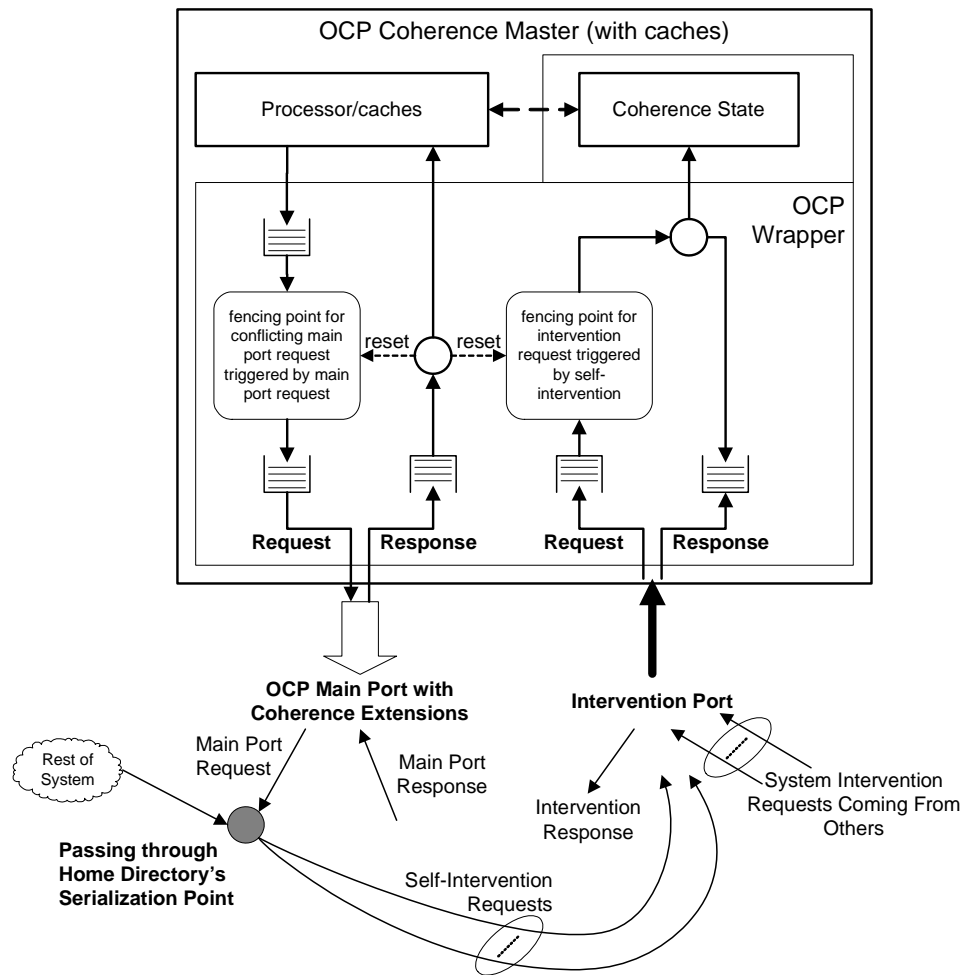 OCP Coherence Master (with caches)
Processor/caches
Coherence State
OCP
Wrapper
fencing point for
conflicting main
port request
triggered by main
port request
reset
reset
fencing point for
intervention
request triggered
by self-
intervention
Request
Response
Request
Response
OCP Main Port with
Coherence Extensions
Intervention Port
Rest of
System
Main Port
Request
Main Port
Response
Intervention
Response
System Intervention
Requests Coming From
Others
Passing through
Home Directory’s
Serialization Point
Self-Intervention
Requests